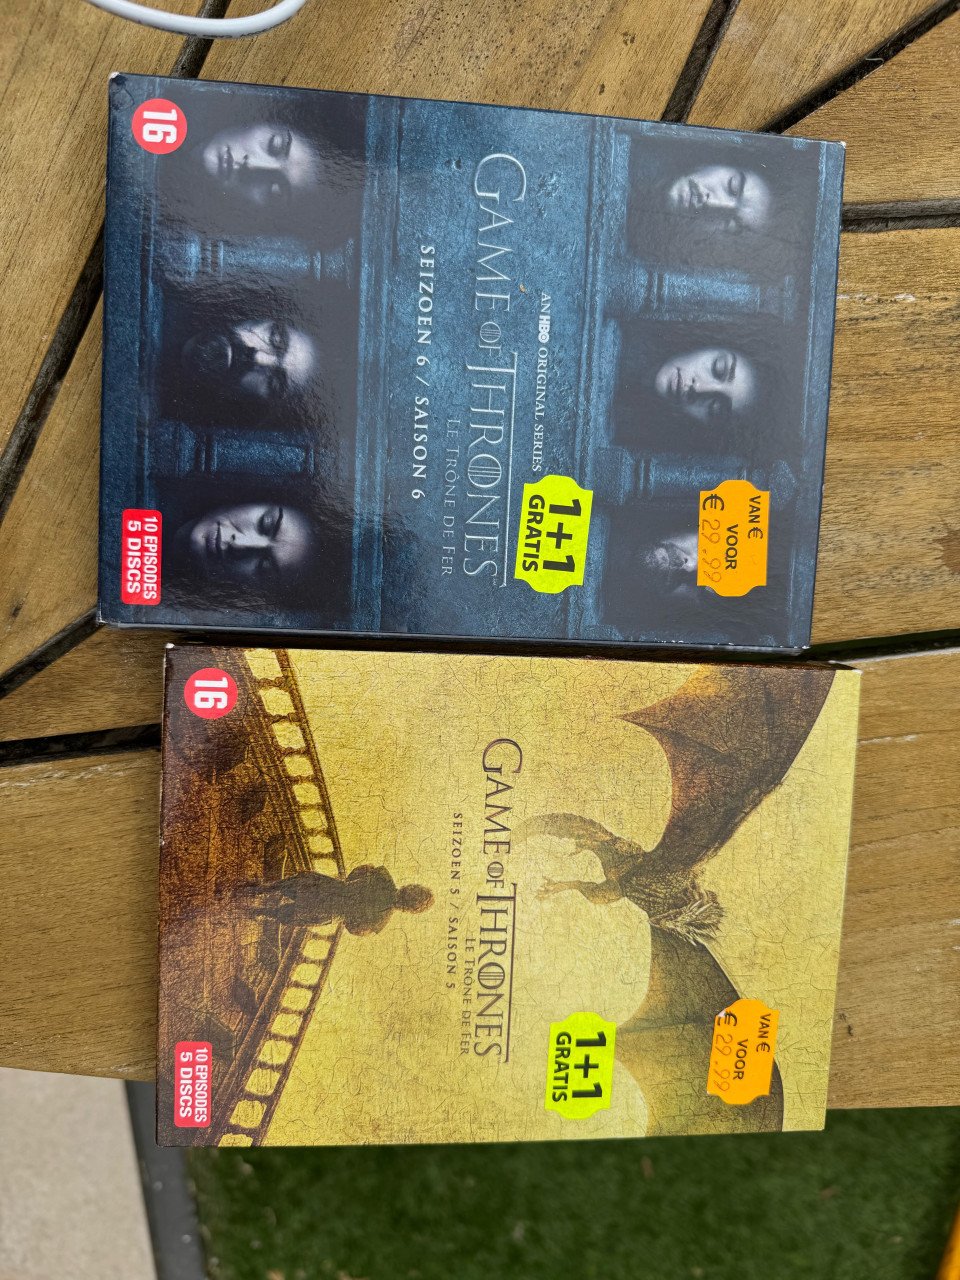 16
AN HBO ORIGINAL SERIES
GAME OF THRONES
LE TRÔNE DE FER
SEIZOEN 6 / SAISON 6
1+1
GRATIS
VAN €
VOOR
€ 29.99
10 EPISODES
5 DISCS
16
GAME OF THRONES
LE TRÔNE DE FER
SEIZOEN 5 / SAISON 5
1+1
GRATIS
VAN €
VOOR
€ 29.99
10 EPISODES
5 DISCS